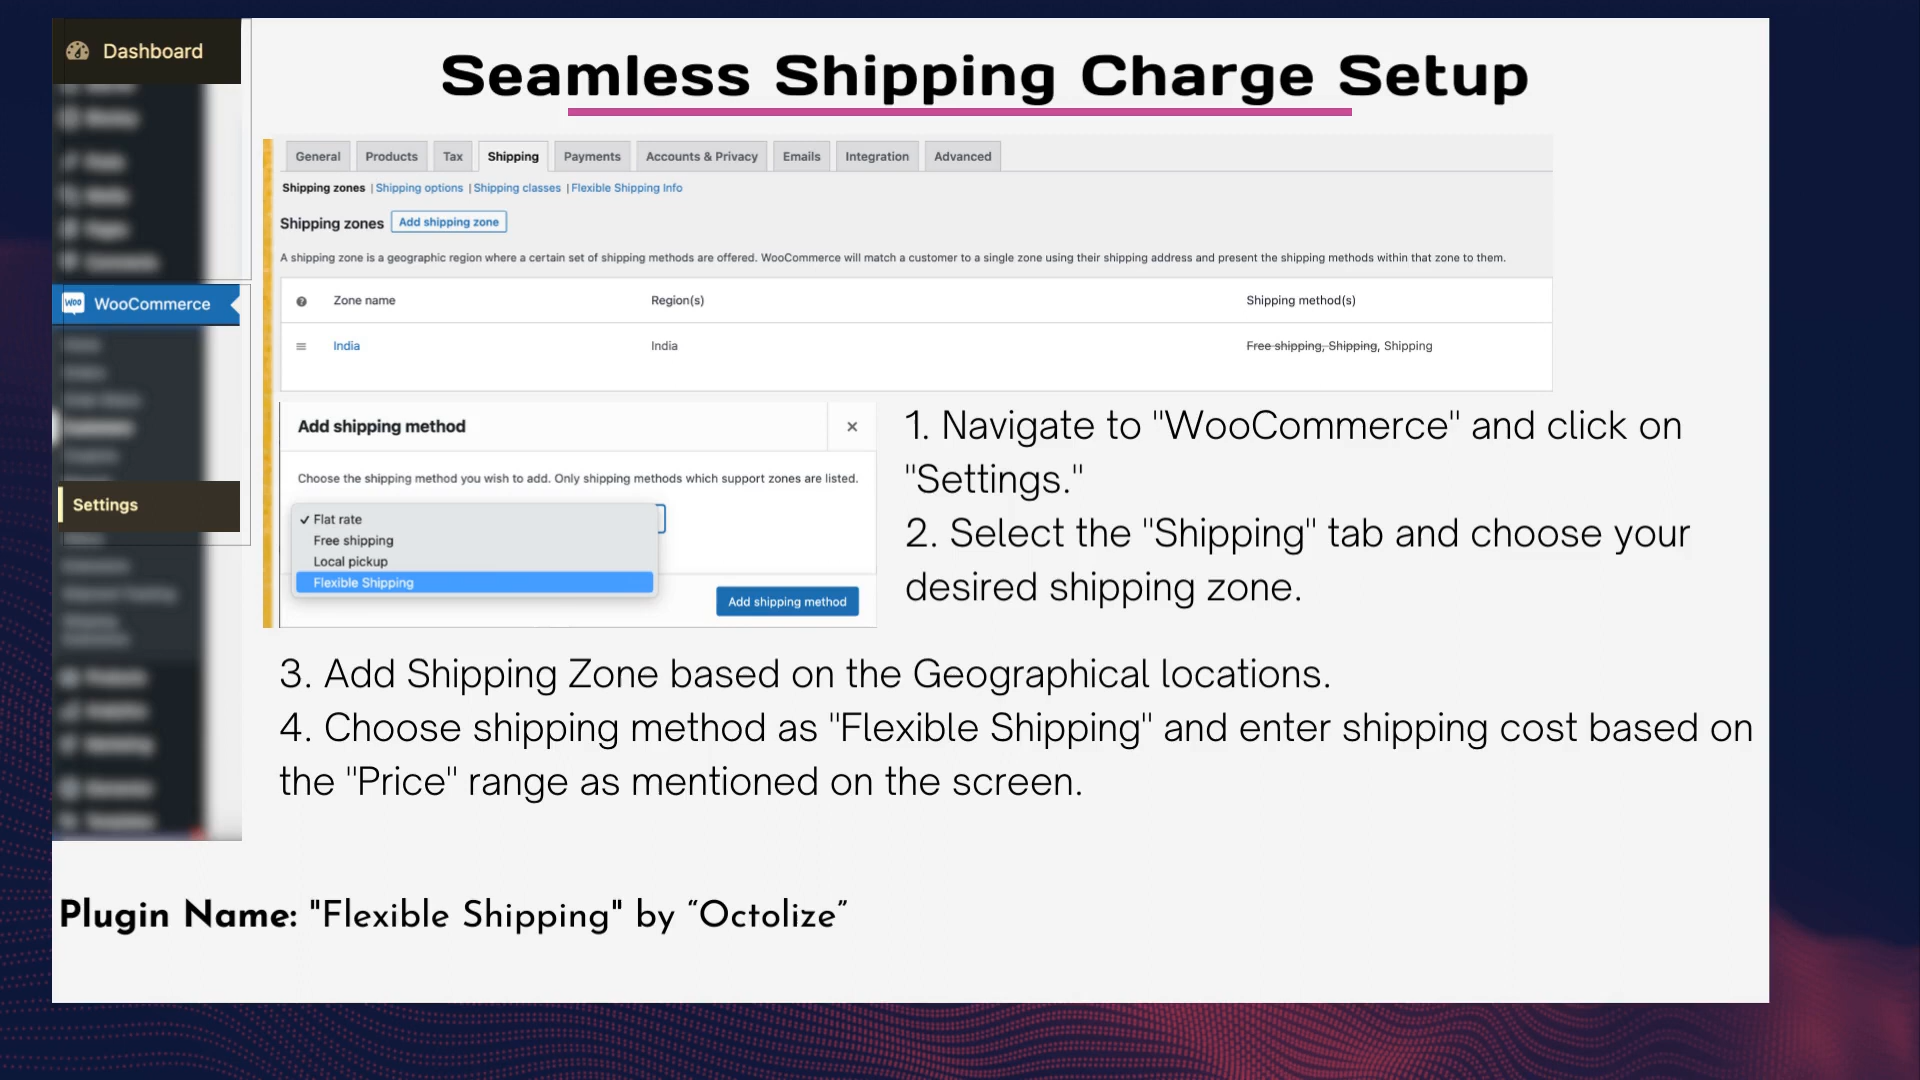 Dashboard
Seamless Shipping Charge Setup
General Products Tax Shipping Payments Accounts & Privacy Emails Integration Advanced
Shipping zones | Shipping options | Shipping classes | Flexible Shipping Info
Shipping zones Add shipping zone
A shipping zone is a geographic region where a certain set of shipping methods are offered. WooCommerce will match a customer to a single zone using their shipping address and present the shipping methods within that zone to them.
Zone name Region(s) Shipping method(s)
India India Free shipping, Shipping, Shipping
WOO WooCommerce
Settings
Add shipping method
Choose the shipping method you wish to add. Only shipping methods which support zones are listed.
✓ Flat rate
Free shipping
Local pickup
Flexible Shipping
Add shipping method
1. Navigate to "WooCommerce" and click on
"Settings."
2. Select the "Shipping" tab and choose your
desired shipping zone.
3. Add Shipping Zone based on the Geographical locations.
4. Choose shipping method as "Flexible Shipping" and enter shipping cost based on
the "Price" range as mentioned on the screen.
Plugin Name: "Flexible Shipping" by “Octolize”